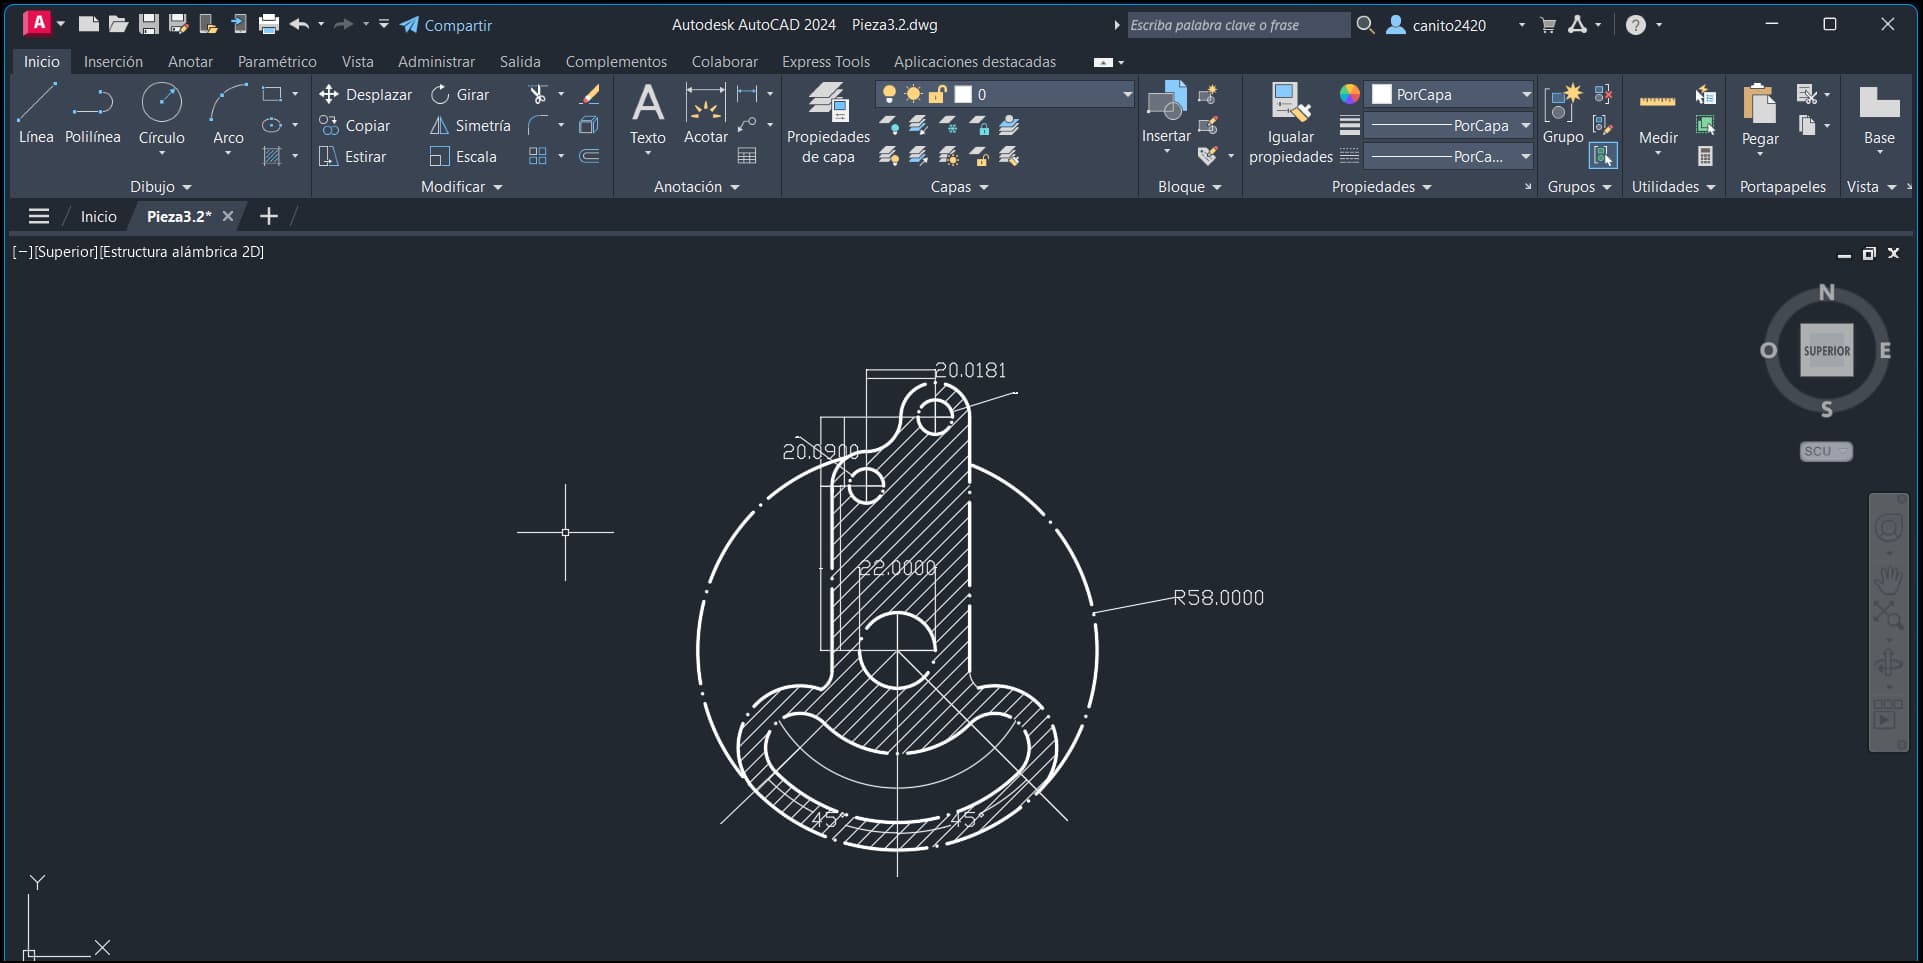 A
Compartir
Autodesk AutoCAD 2024 Pieza3.2.dwg
Escriba palabra clave o frase
canito2420
?
Inicio Inserción Anotar Paramétrico Vista Administrar Salida Complementos Colaborar Express Tools Aplicaciones destacadas
Línea Polilínea Círculo Arco
Dibujo
Desplazar Girar
Copiar Simetría
Estirar Escala
Modificar
A
Texto Acotar
Anotación
Propiedades
de capa
0
Capas
Insertar
Bloque
Igualar
propiedades
PorCapa
PorCapa
PorCa...
Propiedades
Grupo
Grupos
Medir
Utilidades
Pegar
Portapapeles
Base
Vista
Inicio Pieza3.2*
[−][Superior][Estructura alámbrica 2D]
N
O SUPERIOR E
S
SCU
20.0181
20.0900
22.0000
R58.0000
45° 45°
Y
X